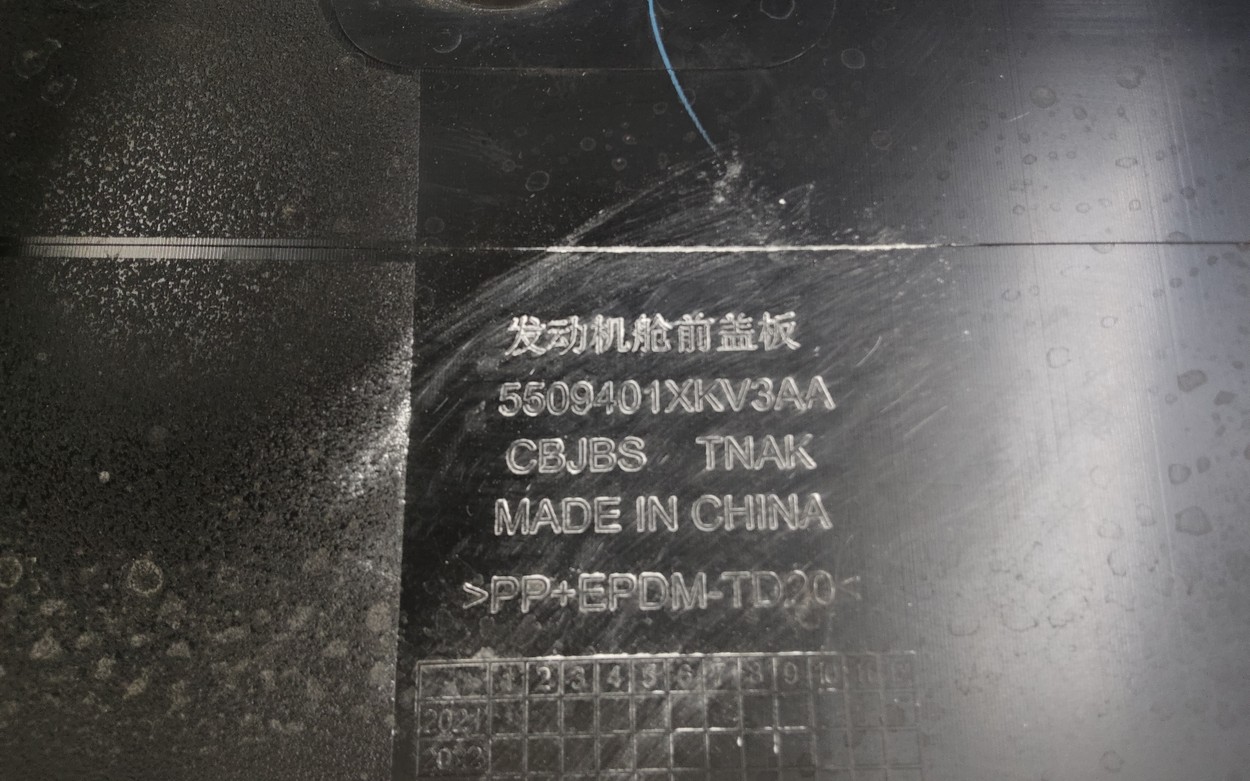 发动机舱前盖板
5509401XKV3AA
CBJBS TNAK
MADE IN CHINA
>PP+EPDM-TD20<
1 2 3 4 5 6 7 8 9 10 11 12
2021